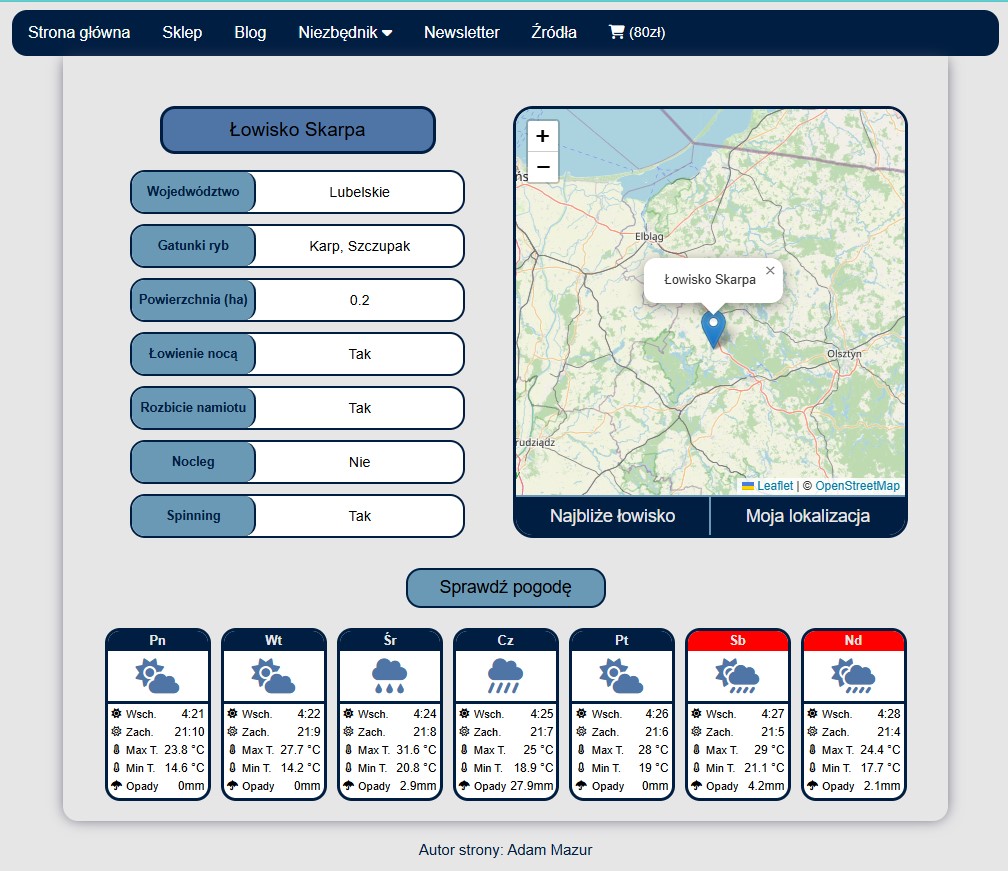 Strona główna Sklep Blog Niezbędnik Newsletter Źródła (80zł)
Łowisko Skarpa
Wojedwództwo Lubelskie
Gatunki ryb Karp, Szczupak
Powierzchnia (ha) 0.2
Łowienie nocą Tak
Rozbicie namiotu Tak
Nocleg Nie
Spinning Tak
+
−
ńs
Elbląg
Łowisko Skarpa ×
Olsztyn
rudziądz
Leaflet | © OpenStreetMap
Najbliże łowisko Moja lokalizacja
Sprawdź pogodę
Pn
Wsch. 4:21
Zach. 21:10
Max T. 23.8 °C
Min T. 14.6 °C
Opady 0mm
Wt
Wsch. 4:22
Zach. 21:9
Max T. 27.7 °C
Min T. 14.2 °C
Opady 0mm
Śr
Wsch. 4:24
Zach. 21:8
Max T. 31.6 °C
Min T. 20.8 °C
Opady 2.9mm
Cz
Wsch. 4:25
Zach. 21:7
Max T. 25 °C
Min T. 18.9 °C
Opady 27.9mm
Pt
Wsch. 4:26
Zach. 21:6
Max T. 28 °C
Min T. 19 °C
Opady 0mm
Sb
Wsch. 4:27
Zach. 21:5
Max T. 29 °C
Min T. 21.1 °C
Opady 4.2mm
Nd
Wsch. 4:28
Zach. 21:4
Max T. 24.4 °C
Min T. 17.7 °C
Opady 2.1mm
Autor strony: Adam Mazur